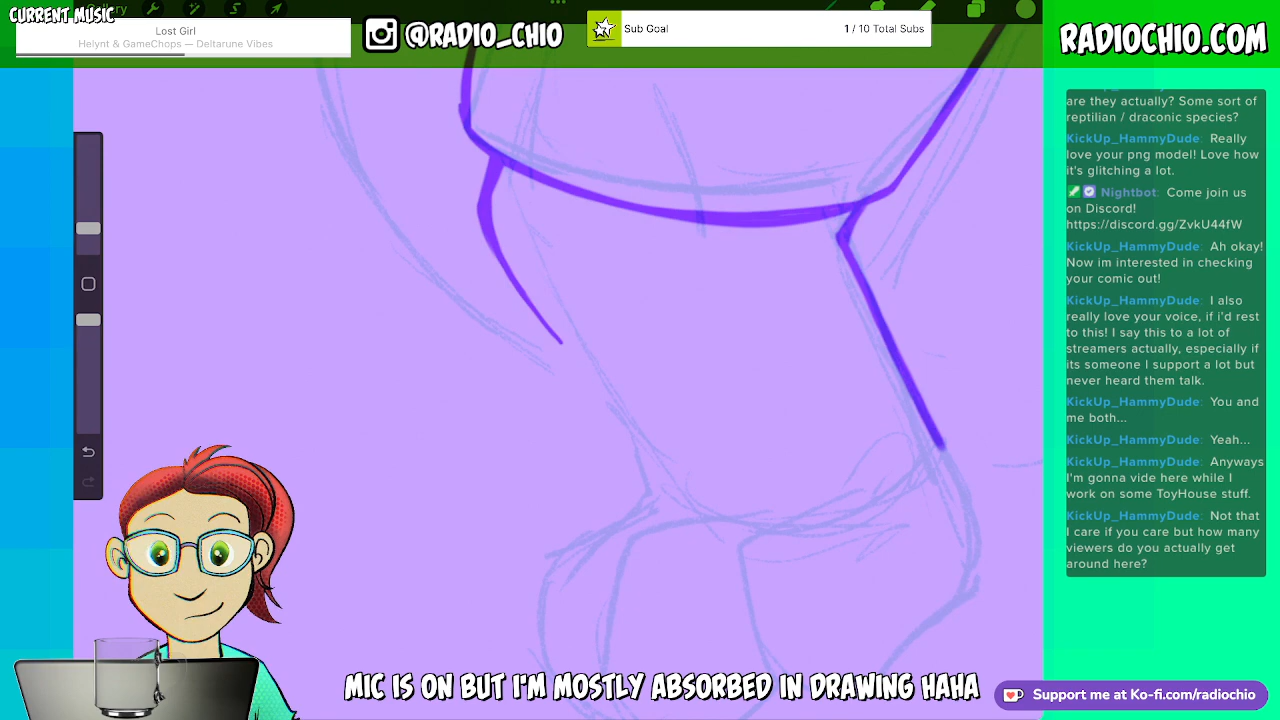 CURRENT MUSIC
Gallery
Lost Girl
Helynt & GameChops — Deltarune Vibes
@RADIO_CHIO
Sub Goal
1 / 10 Total Subs
RADIOCHIO.COM
are they actually? Some sort of
reptilian / draconic species?
KickUp_HammyDude: Really
love your png model! Love how
it's glitching a lot.
Nightbot: Come join us
on Discord!
https://discord.gg/ZvkU44fW
KickUp_HammyDude: Ah okay!
Now im interested in checking
your comic out!
KickUp_HammyDude: I also
really love your voice, if i'd rest
to this! I say this to a lot of
streamers actually, especially if
its someone I support a lot but
never heard them talk.
KickUp_HammyDude: You and
me both...
KickUp_HammyDude: Yeah...
KickUp_HammyDude: Anyways
I'm gonna vide here while I
work on some ToyHouse stuff.
KickUp_HammyDude: Not that
I care if you care but how many
viewers do you actually get
around here?
MIC IS ON BUT I'M MOSTLY ABSORBED IN DRAWING HAHA
Support me at Ko-fi.com/radiochio